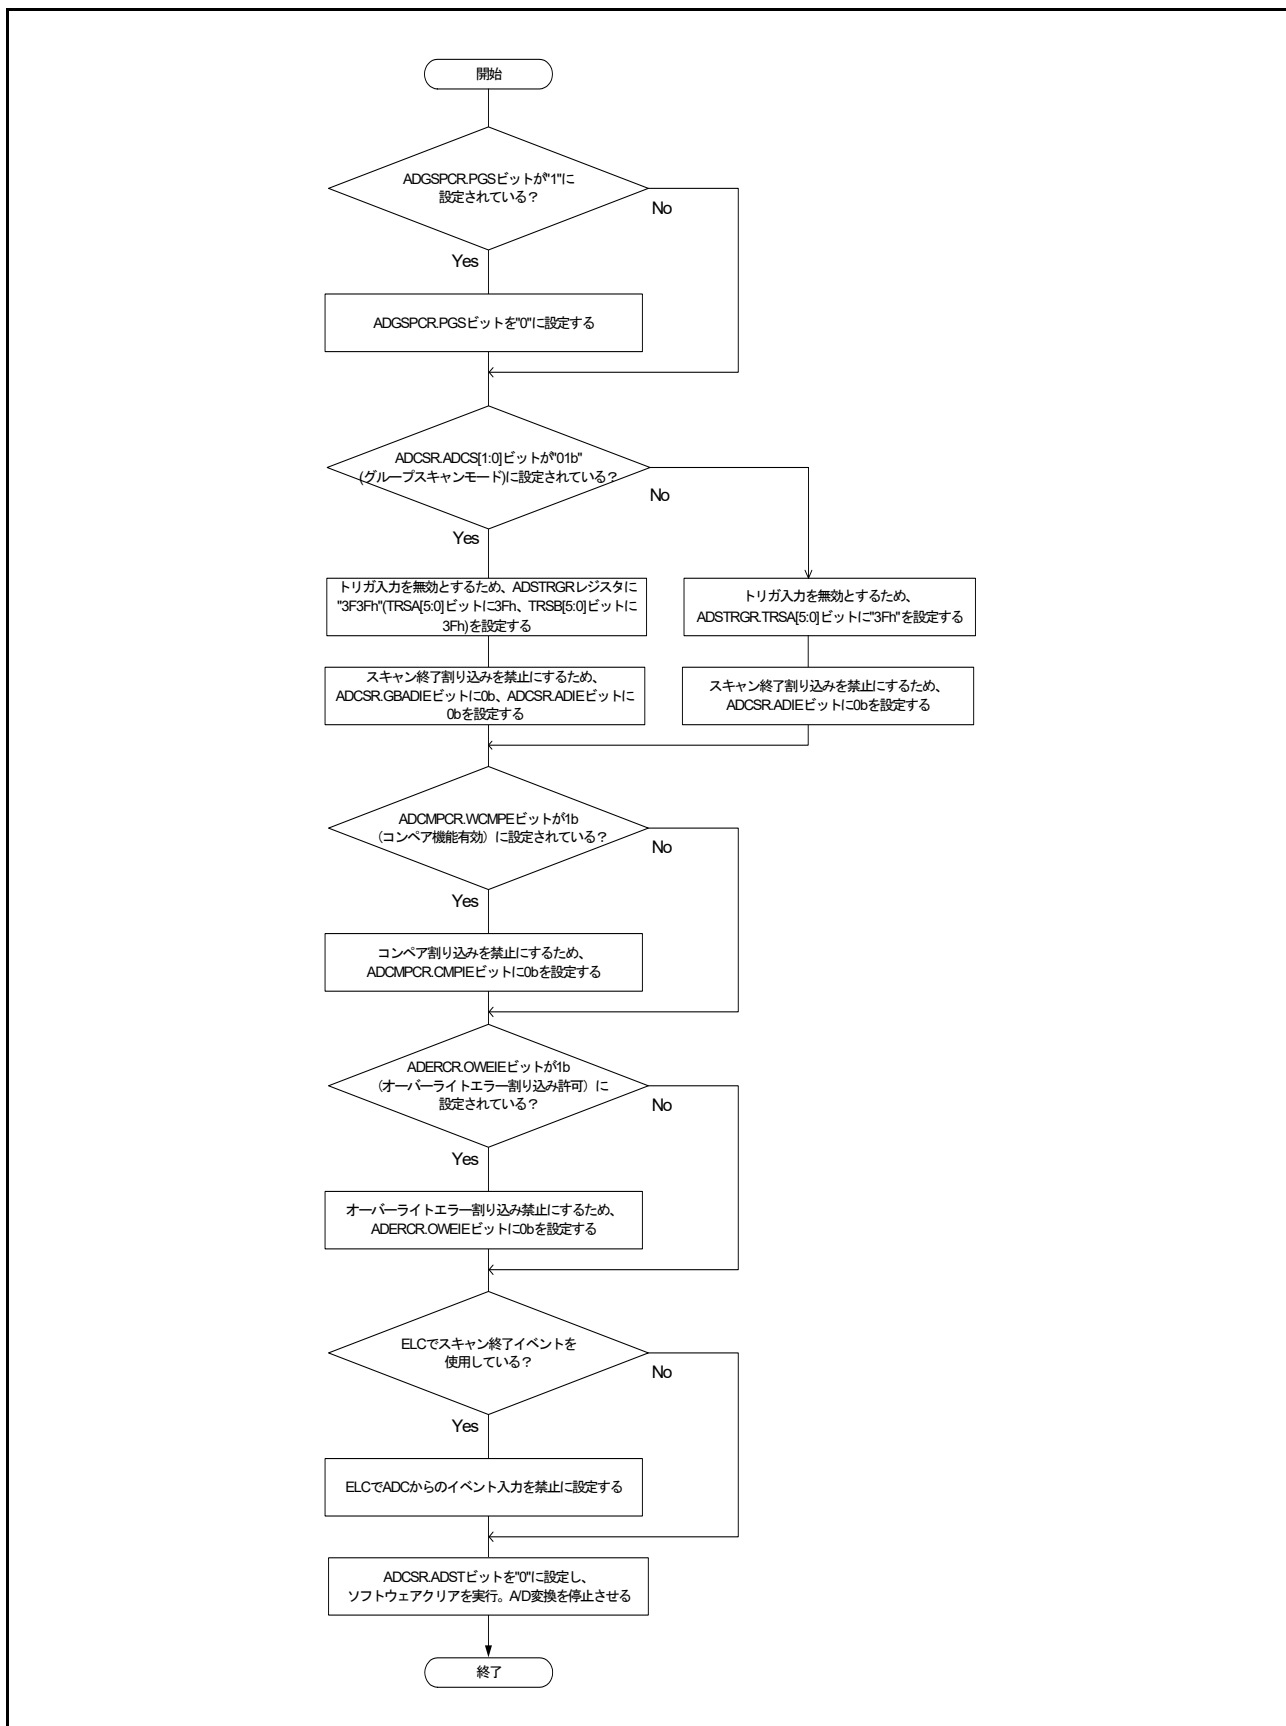 開始
ADGSPCR.PGSビットが"1"に
設定されている？
No
Yes
ADGSPCR.PGSビットを"0"に設定する
ADCSR.ADCS[1:0]ビットが"01b"
(グループスキャンモード)に設定されている？
No
Yes
トリガ入力を無効とするため、ADSTRGRレジスタに
"3F3Fh"(TRSA[5:0]ビットに3Fh、TRSB[5:0]ビットに
3Fh)を設定する
トリガ入力を無効とするため、
ADSTRGR.TRSA[5:0]ビットに"3Fh"を設定する
スキャン終了割り込みを禁止にするため、
ADCSR.GBADIEビットに0b、ADCSR.ADIEビットに
0bを設定する
スキャン終了割り込みを禁止にするため、
ADCSR.ADIEビットに0bを設定する
ADCMPCR.WCMPEビットが1b
（コンペア機能有効）に設定されている？
No
Yes
コンペア割り込みを禁止にするため、
ADCMPCR.CMPIEビットに0bを設定する
ADERCR.OWEIEビットが1b
（オーバーライトエラー割り込み許可）に
設定されている？
No
Yes
オーバーライトエラー割り込み禁止にするため、
ADERCR.OWEIEビットに0bを設定する
ELCでスキャン終了イベントを
使用している？
No
Yes
ELCでADCからのイベント入力を禁止に設定する
ADCSR.ADSTビットを"0"に設定し、
ソフトウェアクリアを実行。A/D変換を停止させる
終了